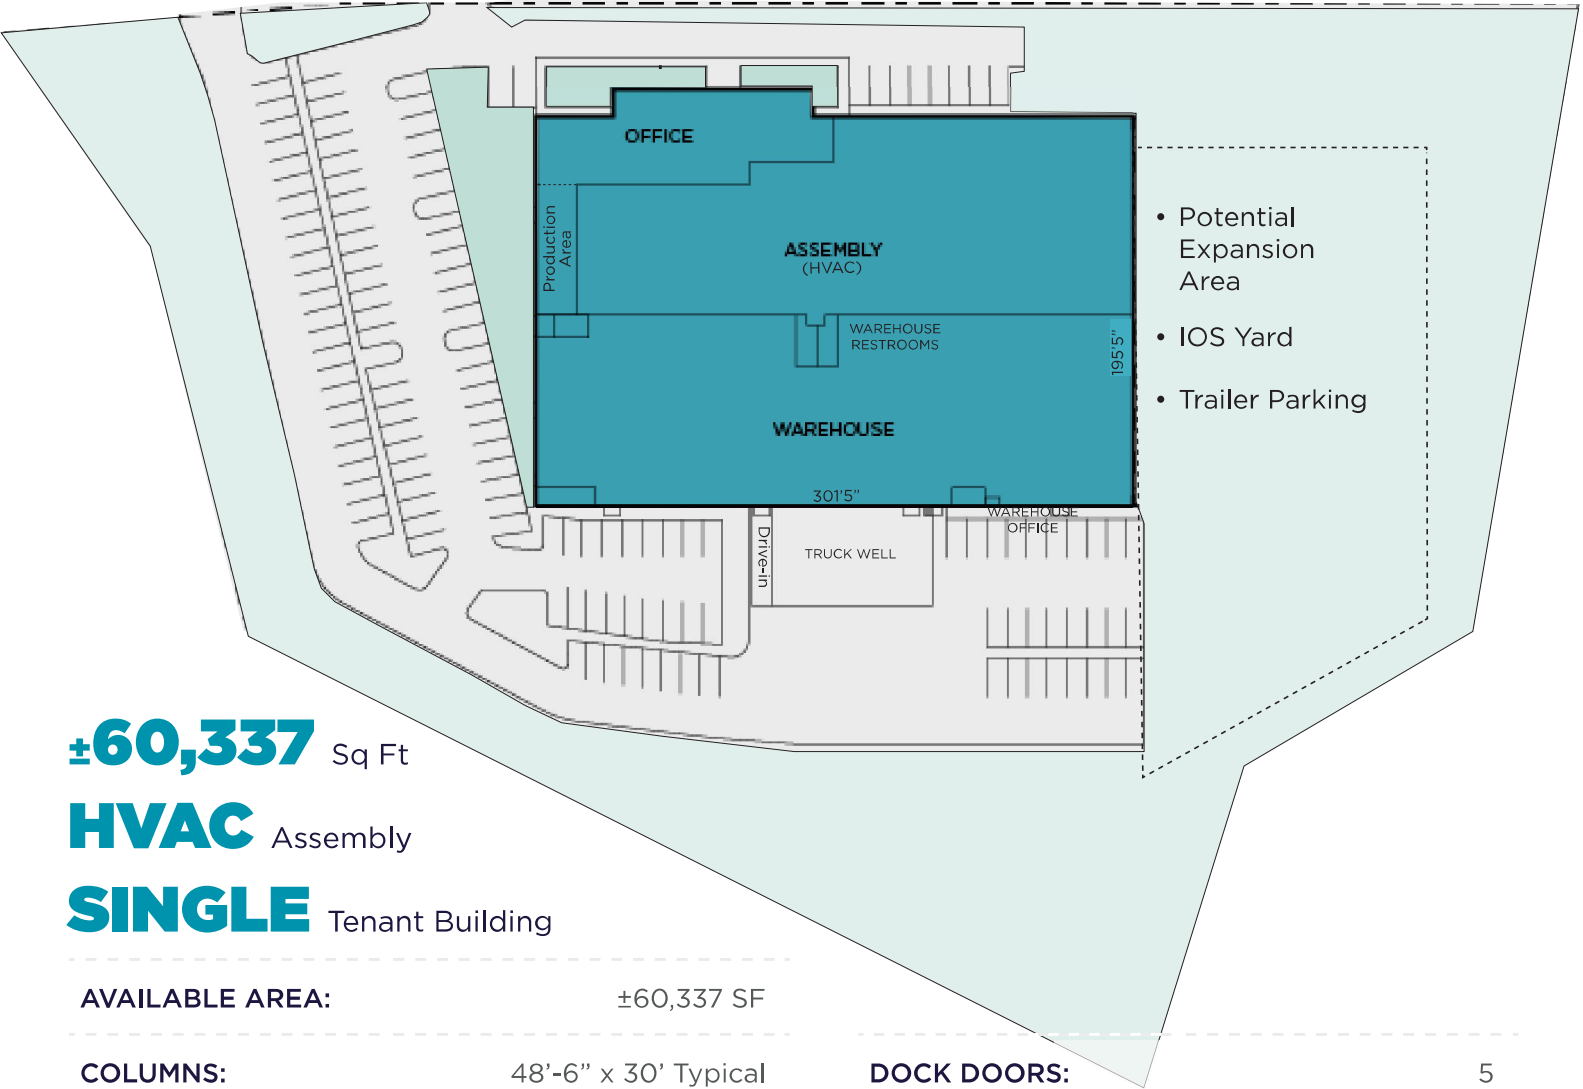 OFFICE
Production
Area
ASSEMBLY
(HVAC)
WAREHOUSE
RESTROOMS
195'5"
WAREHOUSE
301'5"
WAREHOUSE
OFFICE
Drive-in
TRUCK WELL
• Potential
Expansion
Area
• IOS Yard
• Trailer Parking
±60,337 Sq Ft
HVAC Assembly
SINGLE Tenant Building
AVAILABLE AREA: ±60,337 SF
COLUMNS: 48'-6" x 30' Typical
DOCK DOORS: 5